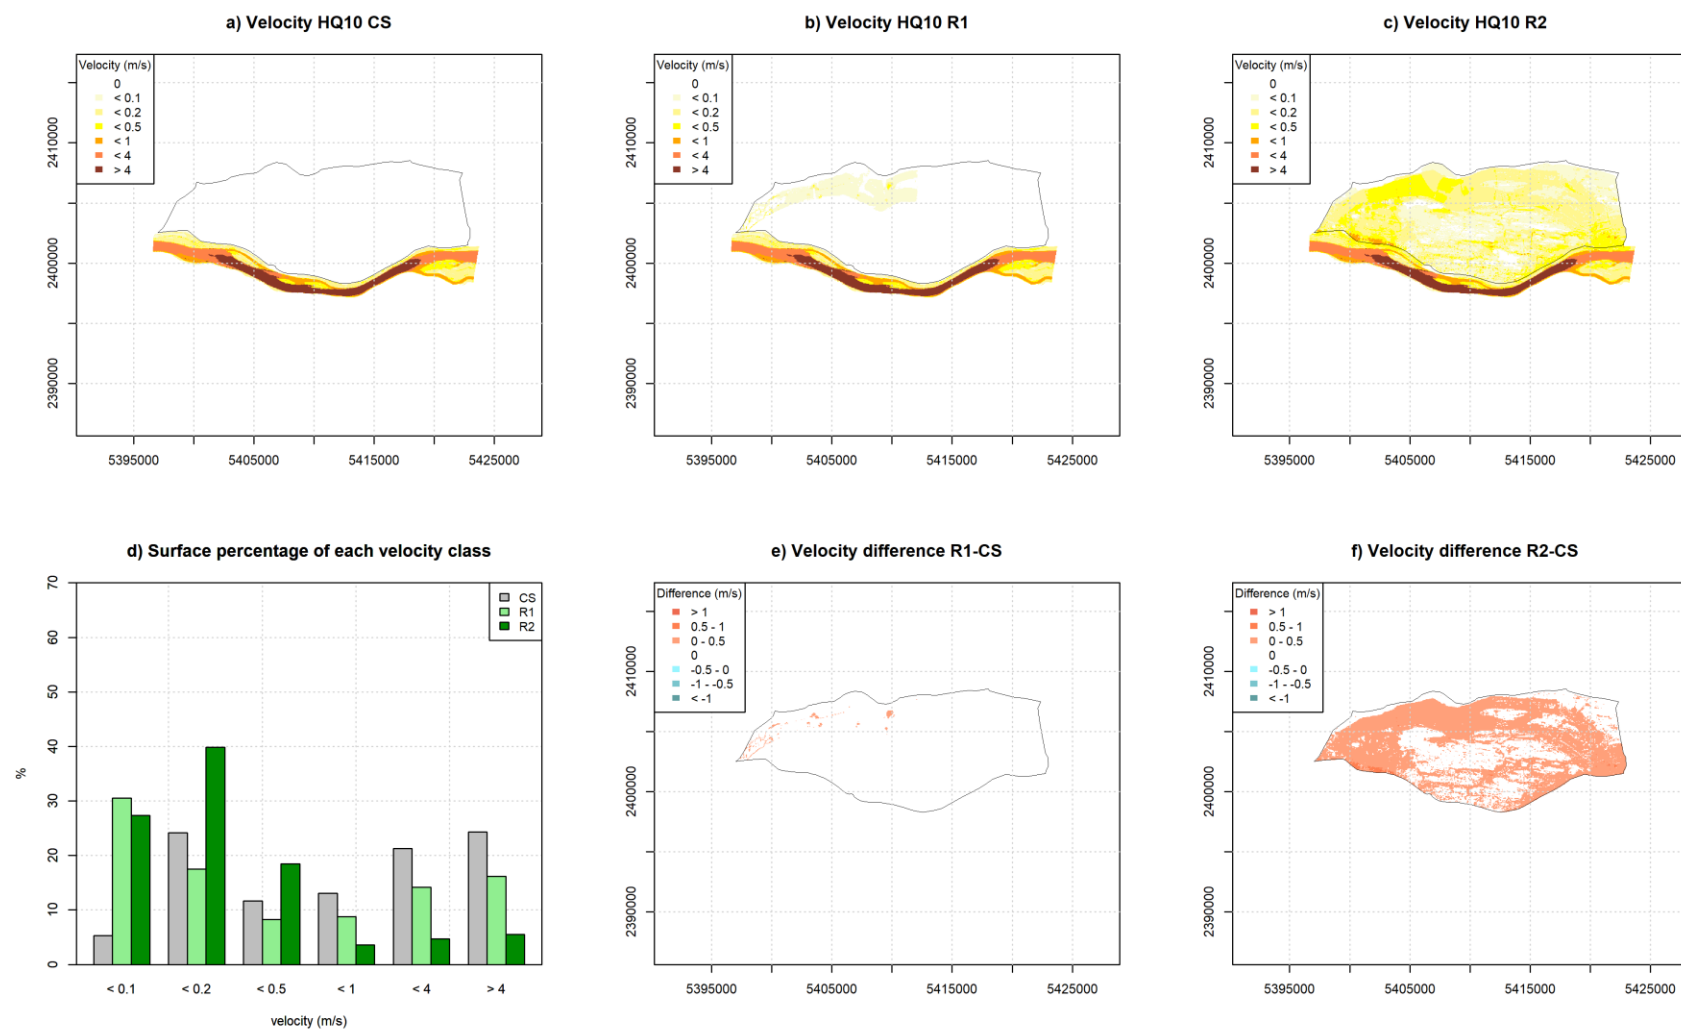 a) Velocity HQ10 CS
Velocity (m/s)
0
< 0.1
< 0.2
< 0.5
< 1
< 4
> 4
2410000
2400000
2390000
5395000 5405000 5415000 5425000
b) Velocity HQ10 R1
Velocity (m/s)
0
< 0.1
< 0.2
< 0.5
< 1
< 4
> 4
2410000
2400000
2390000
5395000 5405000 5415000 5425000
c) Velocity HQ10 R2
Velocity (m/s)
0
< 0.1
< 0.2
< 0.5
< 1
< 4
> 4
2410000
2400000
2390000
5395000 5405000 5415000 5425000
d) Surface percentage of each velocity class
CS
R1
R2
70
60
50
40
30
20
10
0
%
< 0.1 < 0.2 < 0.5 < 1 < 4 > 4
velocity (m/s)
e) Velocity difference R1-CS
Difference (m/s)
> 1
0.5 - 1
0 - 0.5
0
-0.5 - 0
-1 - -0.5
< -1
2410000
2400000
2390000
5395000 5405000 5415000 5425000
f) Velocity difference R2-CS
Difference (m/s)
> 1
0.5 - 1
0 - 0.5
0
-0.5 - 0
-1 - -0.5
< -1
2410000
2400000
2390000
5395000 5405000 5415000 5425000